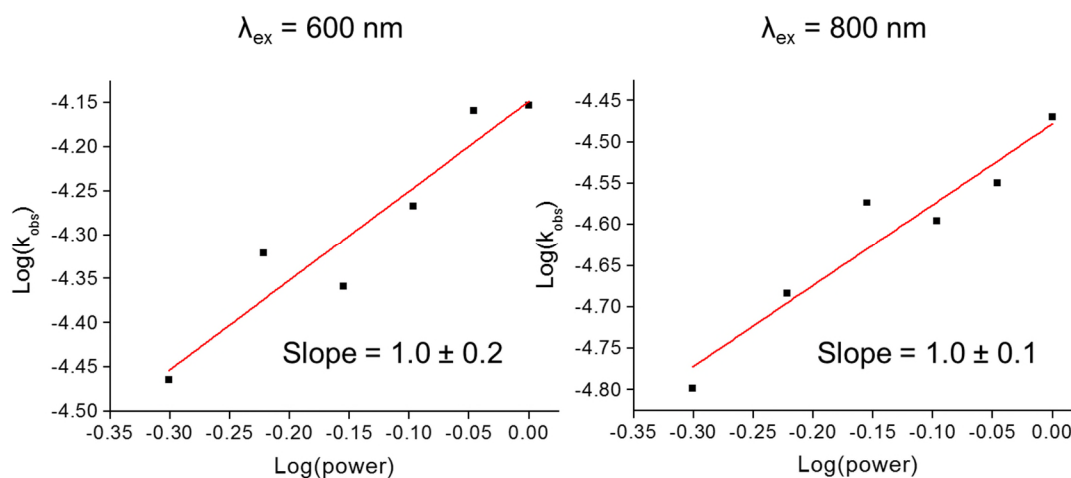 λex = 600 nm
-4.15
-4.20
-4.25
-4.30
-4.35
-4.40
-4.45
-4.50
Log(kobs)
Slope = 1.0 ± 0.2
-0.35 -0.30 -0.25 -0.20 -0.15 -0.10 -0.05 0.00
Log(power)
λex = 800 nm
-4.45
-4.50
-4.55
-4.60
-4.65
-4.70
-4.75
-4.80
Log(kobs)
Slope = 1.0 ± 0.1
-0.35 -0.30 -0.25 -0.20 -0.15 -0.10 -0.05 0.00
Log(power)